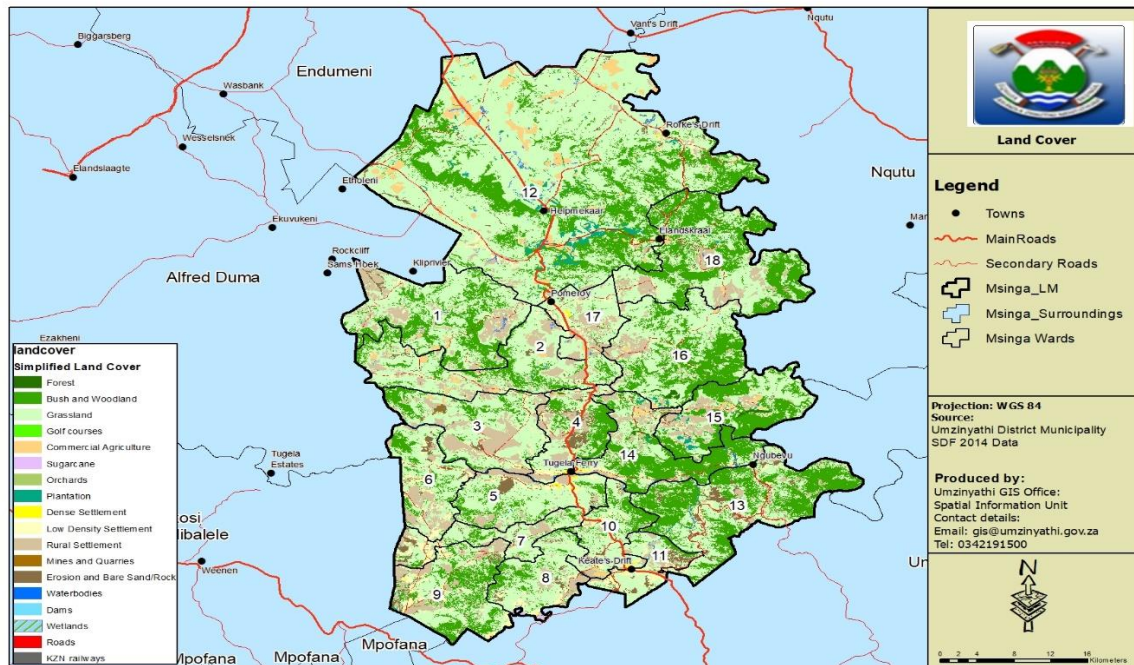 Vant's Drift
Nqutu
Biggarsberg
Endumeni
Wasbank
Rorke's Drift
Wesselsnek
Elandslaagte
Nqutu
Etholeni
12
Helpmekaar
Ekuvukeni
Elandskraal
Rockcliff
Sams Hoek
Kliprivier
18
Alfred Duma
Pomeroy
1
17
2
16
Ezakheni
15
3
4
14
Ngubevu
Tugela Ferry
Tugela
Estates
6
5
13
10
7
11
Keate's Drift
Weenen
8
9
Mpofana
Mpofana
Mpofana
Mpofana
landcover
Simplified Land Cover
Forest
Bush and Woodland
Grassland
Golf courses
Commercial Agriculture
Sugarcane
Orchards
Plantation
Dense Settlement
Low Density Settlement
Rural Settlement
Mines and Quarries
Erosion and Bare Sand/Rock
Waterbodies
Dams
Wetlands
Roads
KZN railways
Land Cover
Legend
Towns
MainRoads
Secondary Roads
Msinga_LM
Msinga_Surroundings
Msinga Wards
Projection: WGS 84
Source:
Umzinyathi District Municipality
SDF 2014 Data
Produced by:
Umzinyathi GIS Office:
Spatial Information Unit
Contact details:
Email: gis@umzinyathi.gov.za
Tel: 0342191500
N
0 2 4 8 12 16
Kilometers